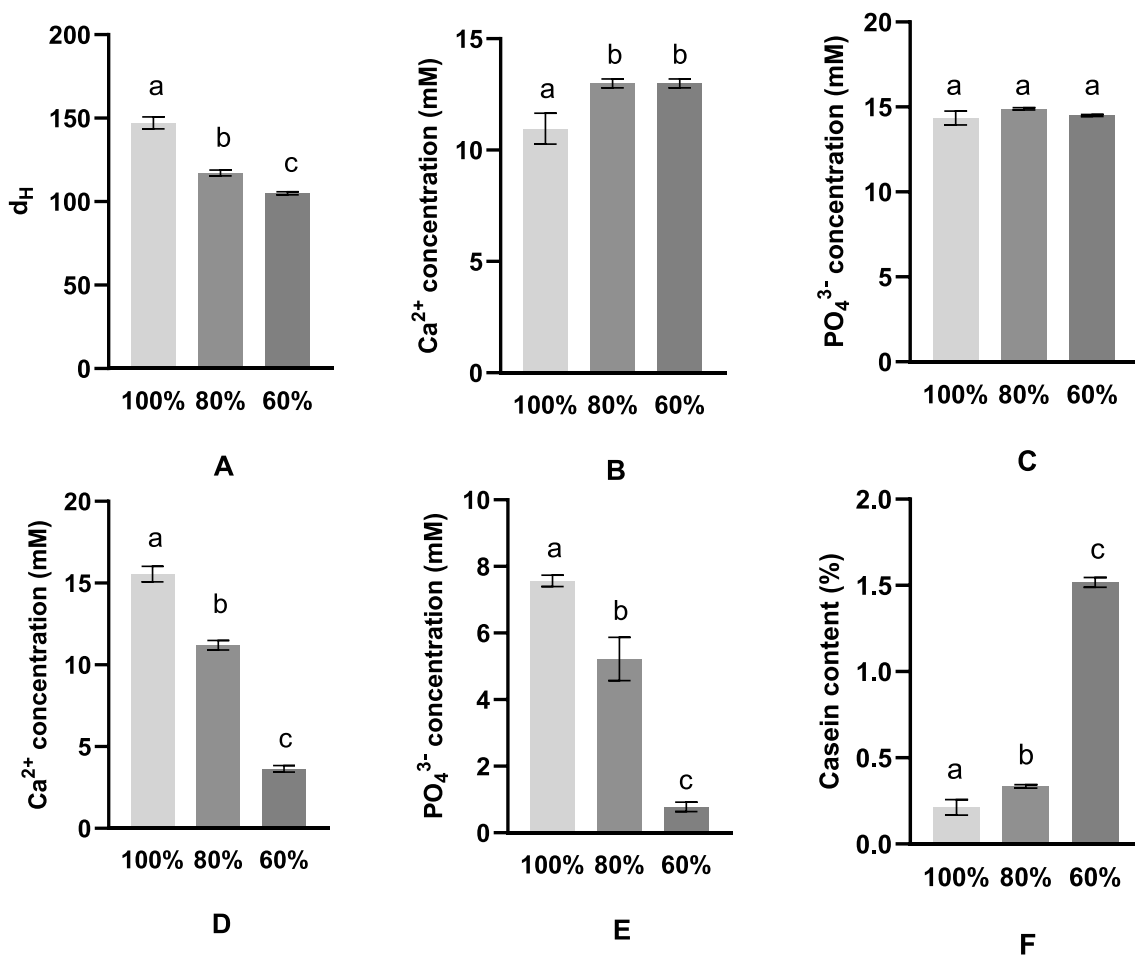 d_H
200
150
100
50
0
a
b
c
100% 80% 60%
A
Ca²⁺ concentration (mM)
15
10
5
0
a
b
b
100% 80% 60%
B
PO₄³⁻ concentration (mM)
20
15
10
5
0
a
a
a
100% 80% 60%
C
Ca²⁺ concentration (mM)
20
15
10
5
0
a
b
c
100% 80% 60%
D
PO₄³⁻ concentration (mM)
10
8
6
4
2
0
a
b
c
100% 80% 60%
E
Casein content (%)
2.0
1.5
1.0
0.5
0.0
a
b
c
100% 80% 60%
F